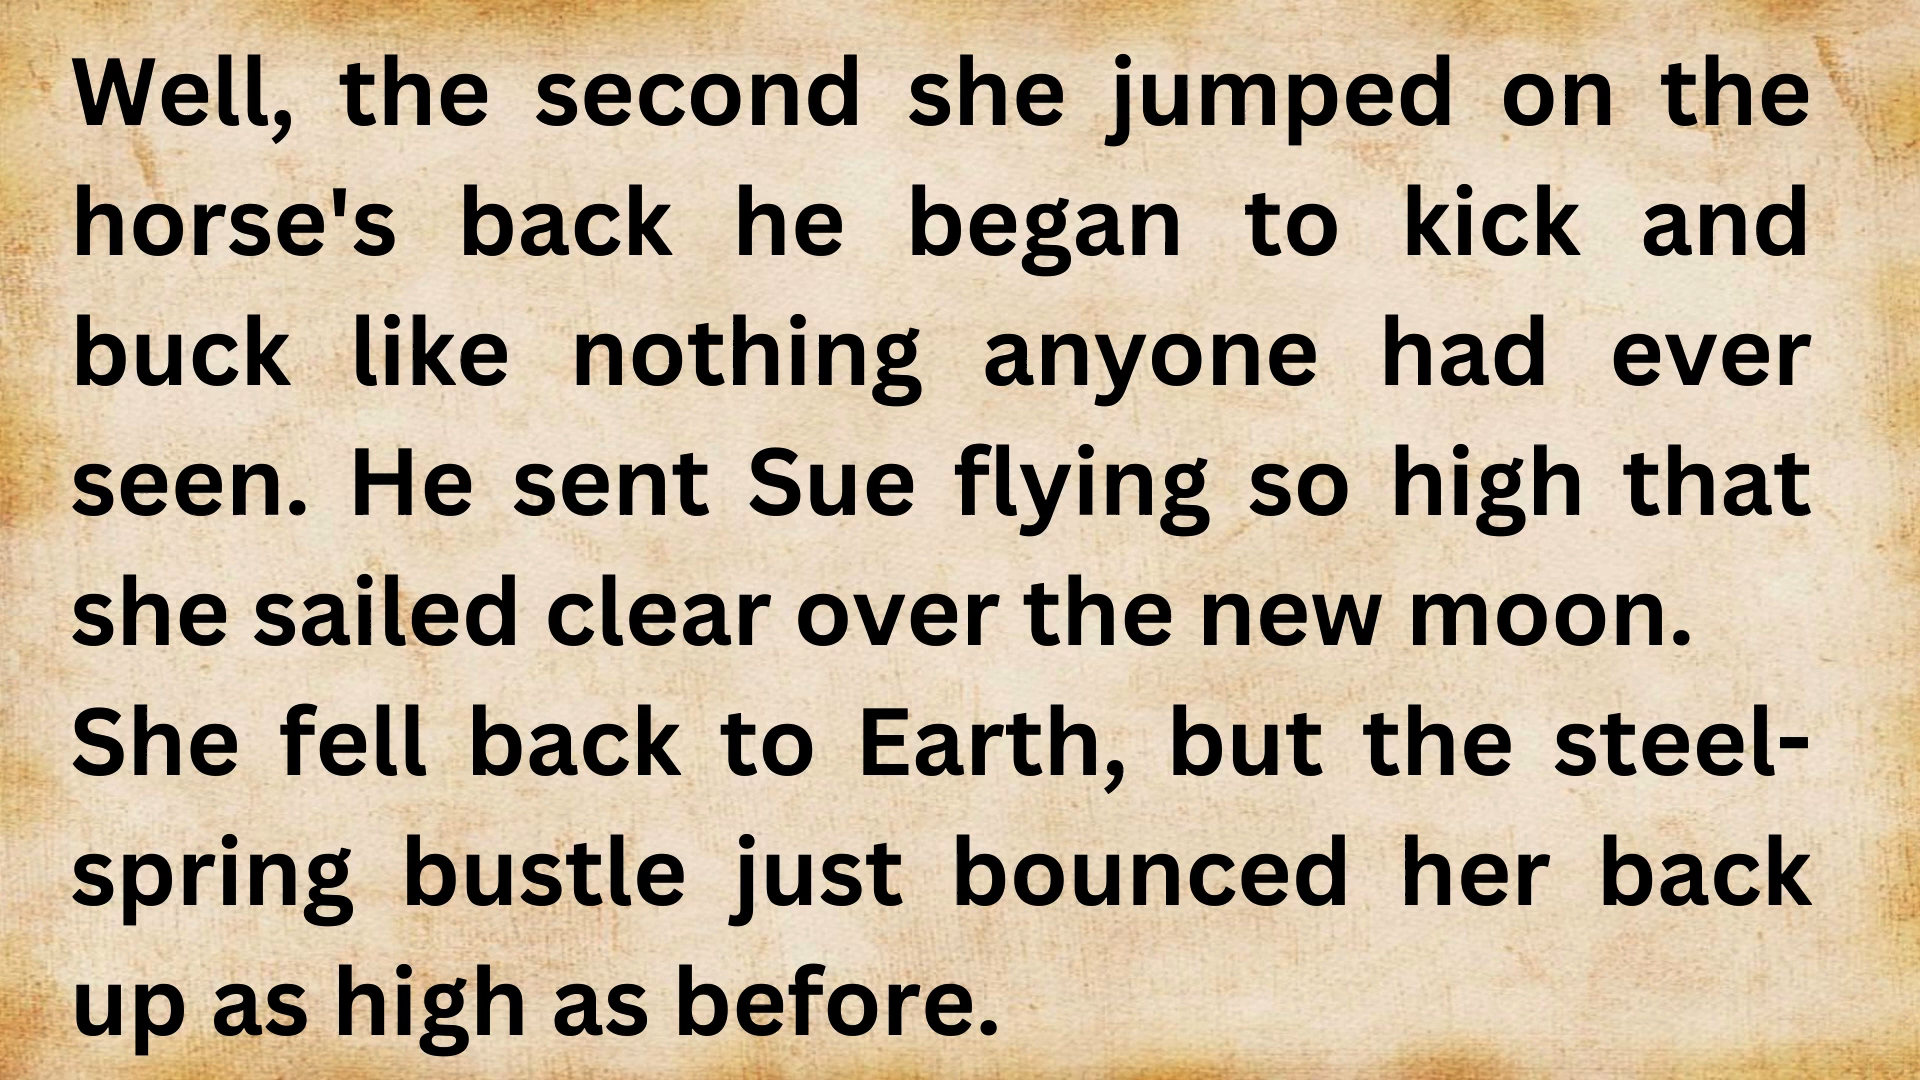 Well, the second she jumped on the
horse's back he began to kick and
buck like nothing anyone had ever
seen. He sent Sue flying so high that
she sailed clear over the new moon.
She fell back to Earth, but the steel-
spring bustle just bounced her back
up as high as before.